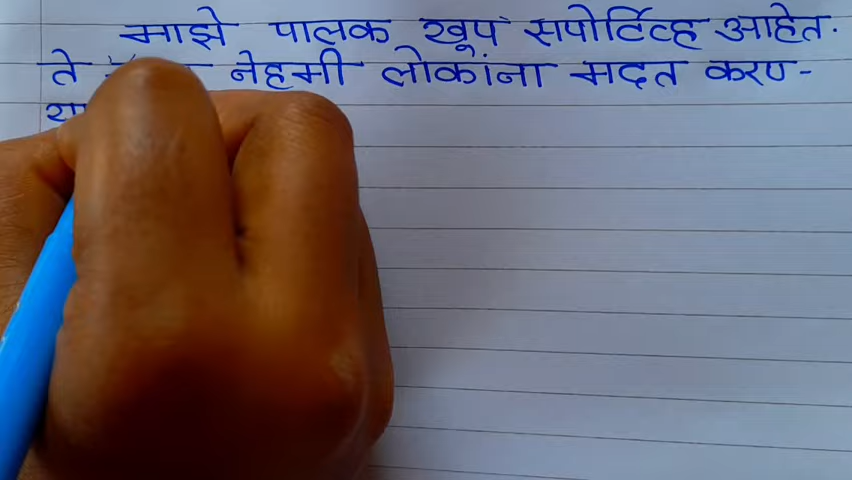 माझे पालक खूप सपोर्टिव्ह आहेत.
ते नेहमी लोकांना मदत करण-